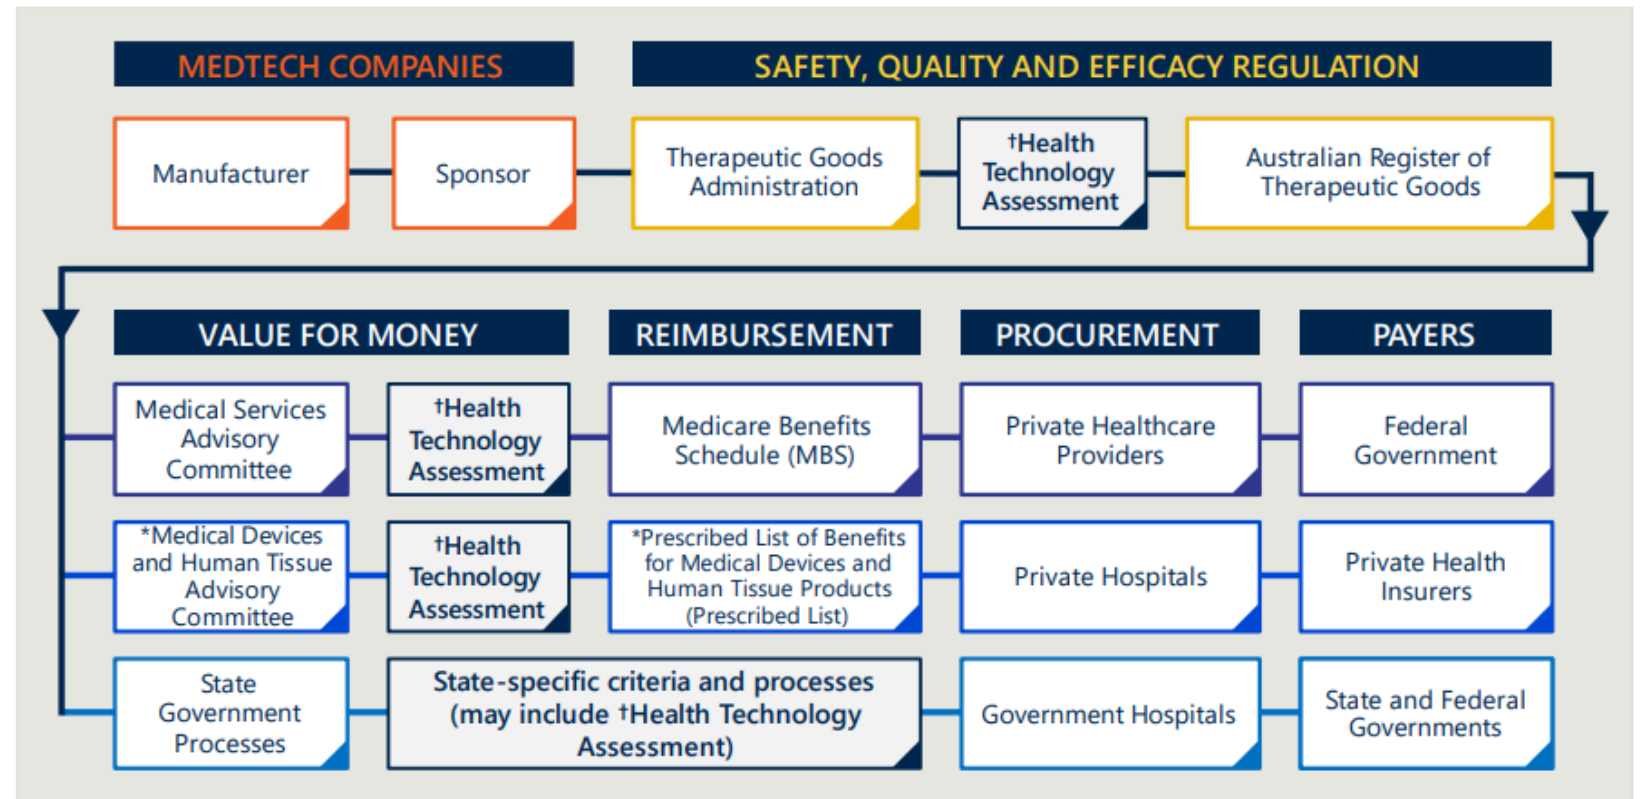 MEDTECH COMPANIES
SAFETY, QUALITY AND EFFICACY REGULATION
Manufacturer
Sponsor
Therapeutic Goods
Administration
†Health
Technology
Assessment
Australian Register of
Therapeutic Goods
VALUE FOR MONEY
REIMBURSEMENT
PROCUREMENT
PAYERS
Medical Services
Advisory
Committee
†Health
Technology
Assessment
Medicare Benefits
Schedule (MBS)
Private Healthcare
Providers
Federal
Government
*Medical Devices
and Human Tissue
Advisory
Committee
†Health
Technology
Assessment
*Prescribed List of Benefits
for Medical Devices and
Human Tissue Products
(Prescribed List)
Private Hospitals
Private Health
Insurers
State
Government
Processes
State-specific criteria and processes
(may include †Health Technology
Assessment)
Government Hospitals
State and Federal
Governments